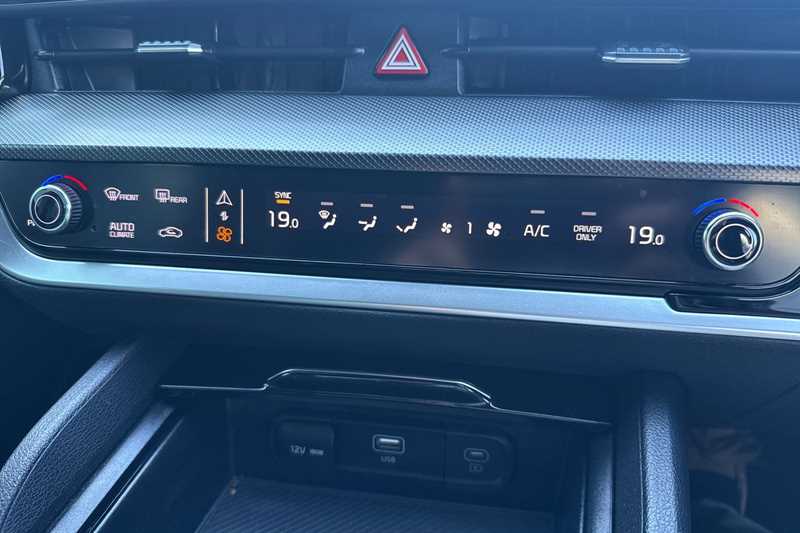 FRONT
REAR
AUTO
CLIMATE
SYNC
19.0
1
A/C
DRIVER
ONLY
19.0
12V
USB